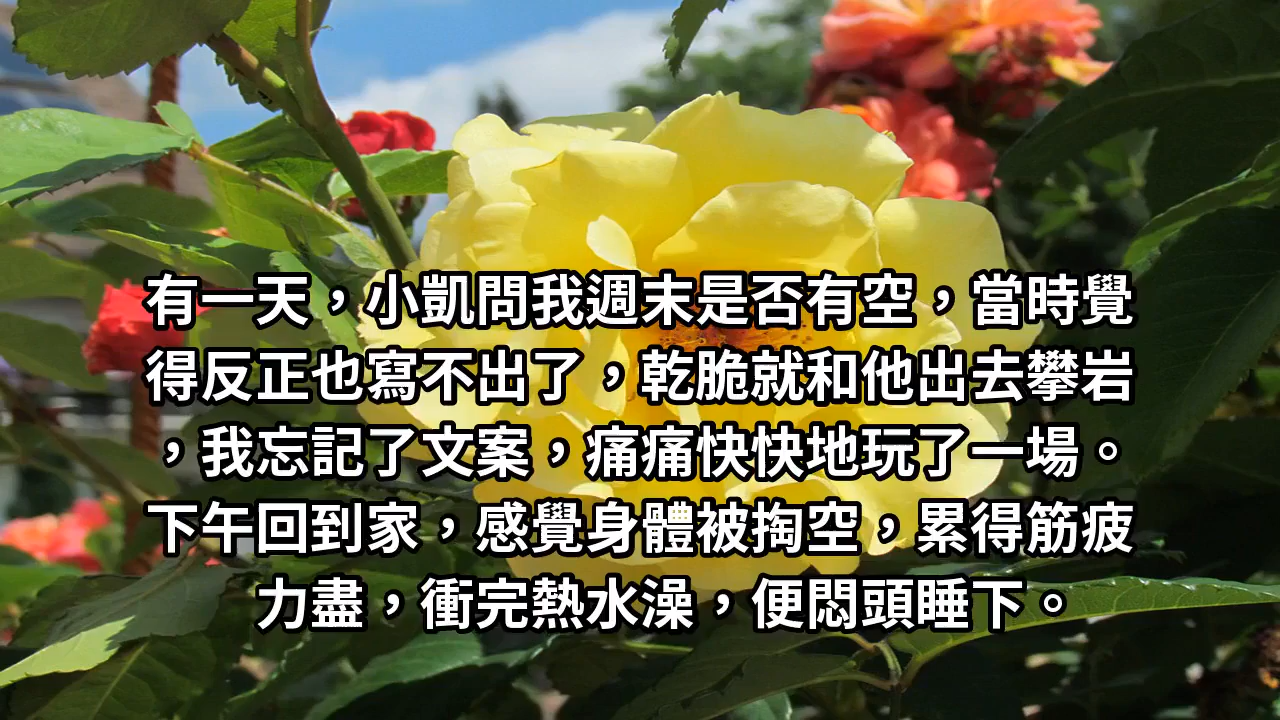 有一天，小凱問我週末是否有空，當時覺
得反正也寫不出了，乾脆就和他出去攀岩
，我忘記了文案，痛痛快快地玩了一場。
下午回到家，感覺身體被掏空，累得筋疲
力盡，衝完熱水澡，便悶頭睡下。